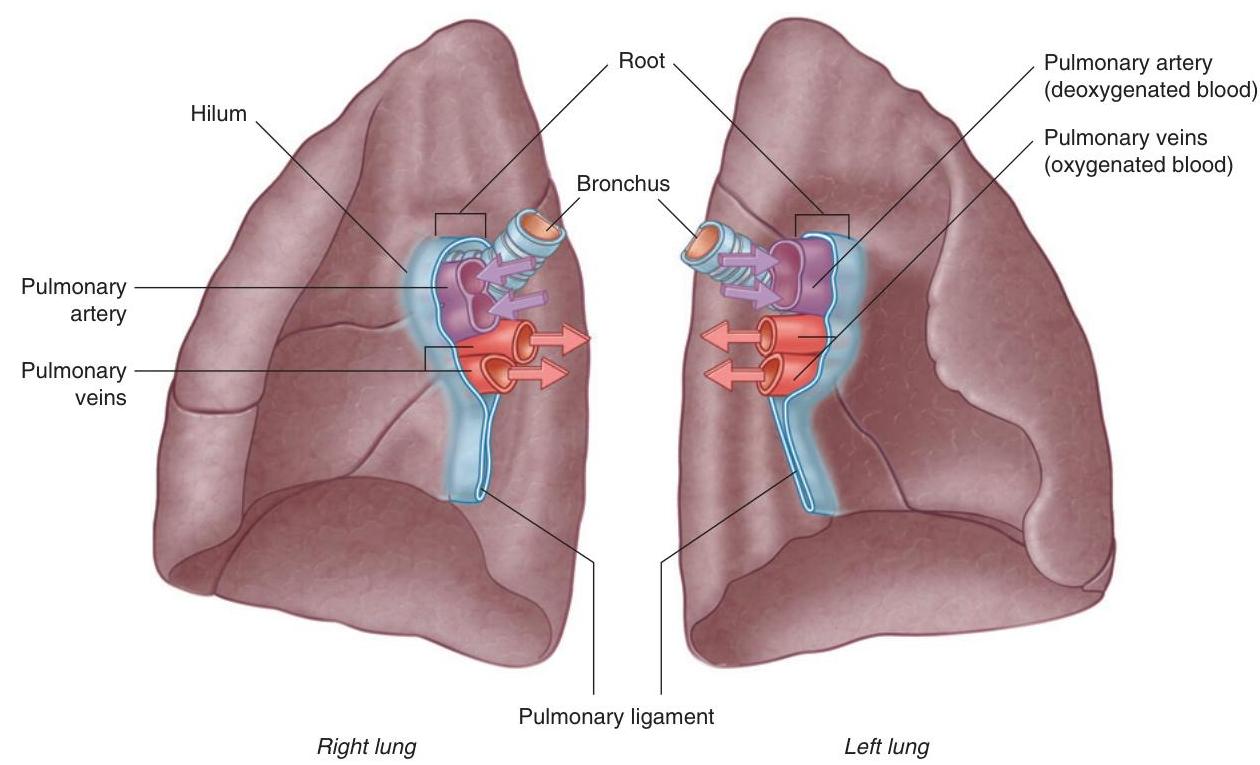 Root
Pulmonary artery
(deoxygenated blood)
Hilum
Pulmonary veins
(oxygenated blood)
Bronchus
Pulmonary
artery
Pulmonary
veins
Pulmonary ligament
Right lung
Left lung